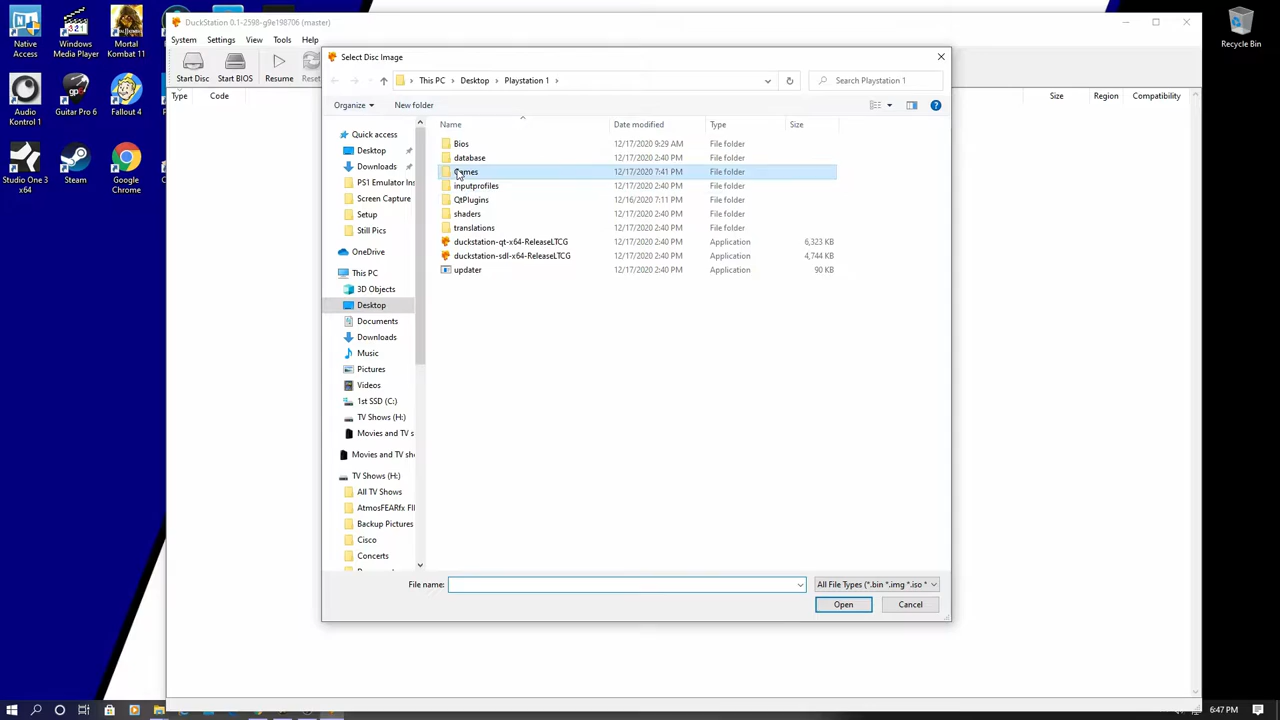 DuckStation 0.1-2598-g9e198706 (master)
System Settings View Tools Help
Start Disc Start BIOS Resume Reset
Type Code Size Region Compatibility
Select Disc Image
This PC > Desktop > Playstation 1 >
Search Playstation 1
Organize New folder
Name Date modified Type Size
Bios 12/17/2020 9:29 AM File folder
database 12/17/2020 2:40 PM File folder
Games 12/17/2020 7:41 PM File folder
inputprofiles 12/17/2020 2:40 PM File folder
QtPlugins 12/16/2020 7:11 PM File folder
shaders 12/17/2020 2:40 PM File folder
translations 12/17/2020 2:40 PM File folder
duckstation-qt-x64-ReleaseLTCG 12/17/2020 2:40 PM Application 6,323 KB
duckstation-sdl-x64-ReleaseLTCG 12/17/2020 2:40 PM Application 4,744 KB
updater 12/17/2020 2:40 PM Application 90 KB
Quick access
Desktop
Downloads
PS1 Emulator Ins
Screen Capture
Setup
Still Pics
OneDrive
This PC
3D Objects
Desktop
Documents
Downloads
Music
Pictures
Videos
1st SSD (C:)
TV Shows (H:)
Movies and TV s
Movies and TV sho
TV Shows (H:)
All TV Shows
AtmosFEARfx FIl
Backup Pictures
Cisco
Concerts
File name:
All File Types (*.bin *.img *.iso *
Open Cancel
Native Access
Windows Media Player
Mortal Kombat 11
Audio Kontrol 1
Guitar Pro 6
Fallout 4
Studio One 3 x64
Steam
Google Chrome
Recycle Bin
6:47 PM